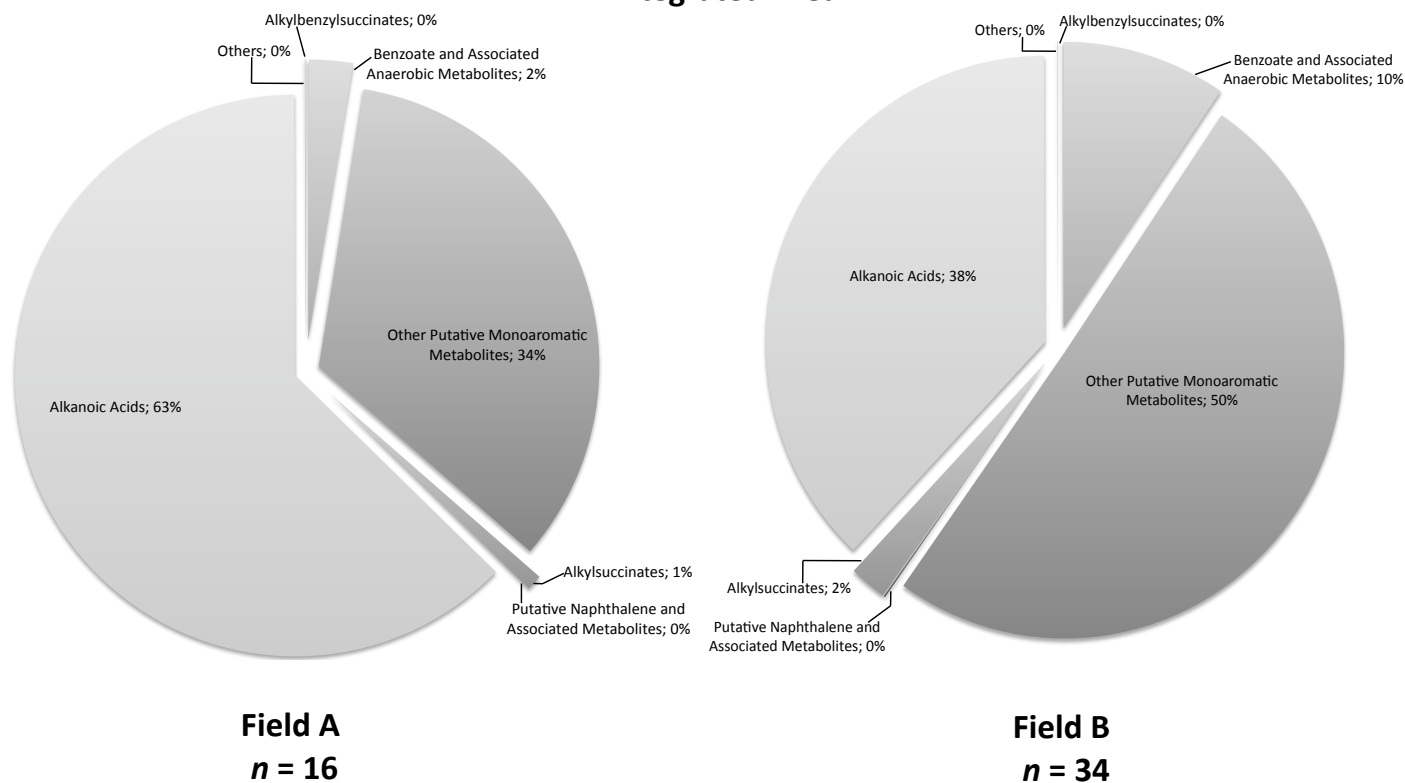 Alkylbenzylsuccinates; 0%
Others; 0%
Benzoate and Associated
Anaerobic Metabolites; 2%
Other Putative Monoaromatic
Metabolites; 34%
Alkanoic Acids; 63%
Alkylsuccinates; 1%
Putative Naphthalene and
Associated Metabolites; 0%
Field A
n = 16
Alkylbenzylsuccinates; 0%
Others; 0%
Benzoate and Associated
Anaerobic Metabolites; 10%
Alkanoic Acids; 38%
Other Putative Monoaromatic
Metabolites; 50%
Alkylsuccinates; 2%
Putative Naphthalene and
Associated Metabolites; 0%
Field B
n = 34